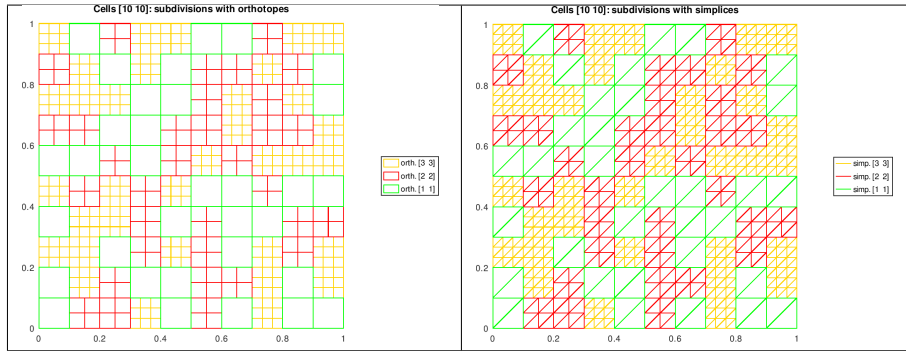 Cells [10 10]: subdivisions with orthotopes
1
0.8
0.6
0.4
0.2
0
0 0.2 0.4 0.6 0.8 1
orth. [3 3]
orth. [2 2]
orth. [1 1]
Cells [10 10]: subdivisions with simplices
1
0.8
0.6
0.4
0.2
0
0 0.2 0.4 0.6 0.8 1
simp. [3 3]
simp. [2 2]
simp. [1 1]